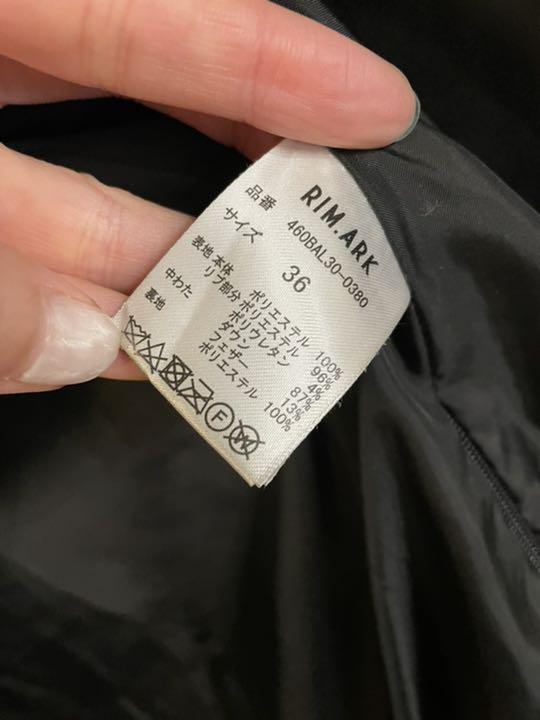 RIM.ARK
品番 460BAL30-0380
サイズ 36
表地 本体 ポリエステル 100%
リブ部分 ポリエステル 96%
ポリウレタン 4%
中わた ダウン 87%
フェザー 13%
裏地 ポリエステル 100%
F W